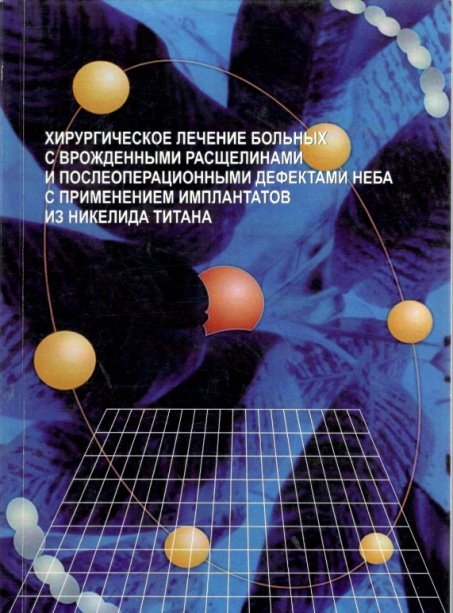 ХИРУРГИЧЕСКОЕ ЛЕЧЕНИЕ БОЛЬНЫХ
С ВРОЖДЕННЫМИ РАСЩЕЛИНАМИ
И ПОСЛЕОПЕРАЦИОННЫМИ ДЕФЕКТАМИ НЕБА
С ПРИМЕНЕНИЕМ ИМПЛАНТАТОВ
ИЗ НИКЕЛИДА ТИТАНА